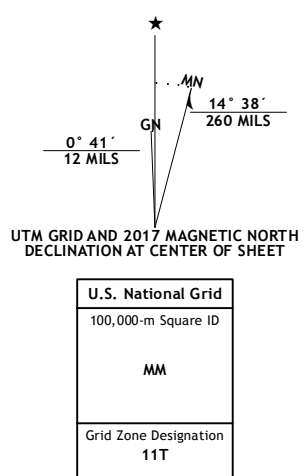 ★
MN
GN
14° 38´
260 MILS
0° 41´
12 MILS
UTM GRID AND 2017 MAGNETIC NORTH
DECLINATION AT CENTER OF SHEET
U.S. National Grid
100,000-m Square ID
MM
Grid Zone Designation
11T